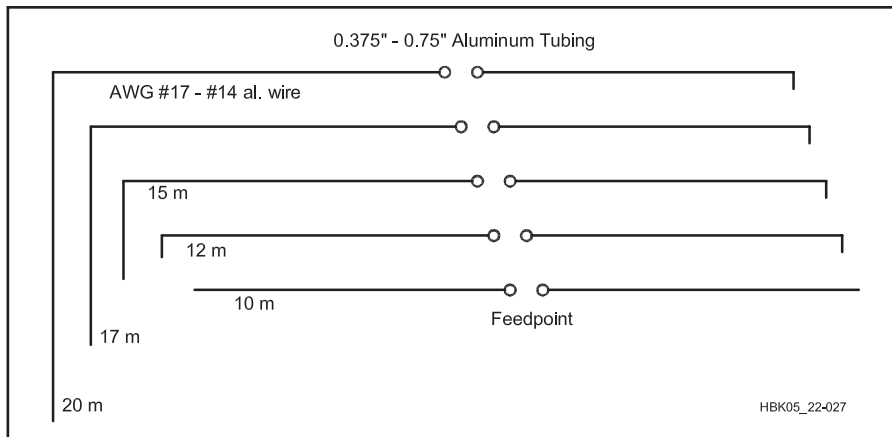 0.375" - 0.75" Aluminum Tubing
AWG #17 - #14 al. wire
15 m
12 m
10 m
Feedpoint
17 m
20 m
HBK05_22-027